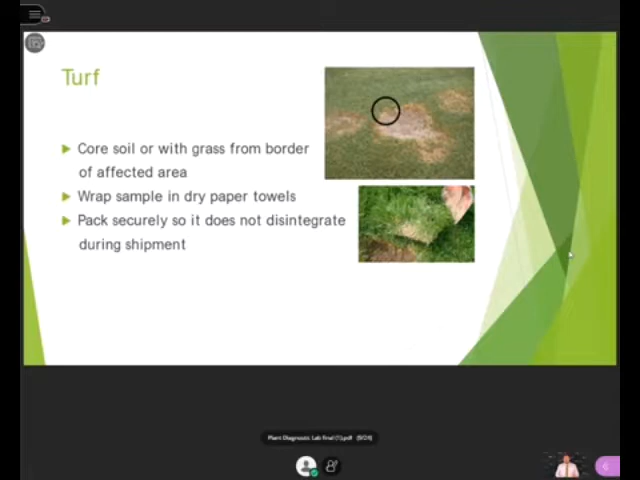 Turf
Core soil or with grass from border
of affected area
Wrap sample in dry paper towels
Pack securely so it does not disintegrate
during shipment
Plant Diagnostic Lab final (1).pdf (9/24)